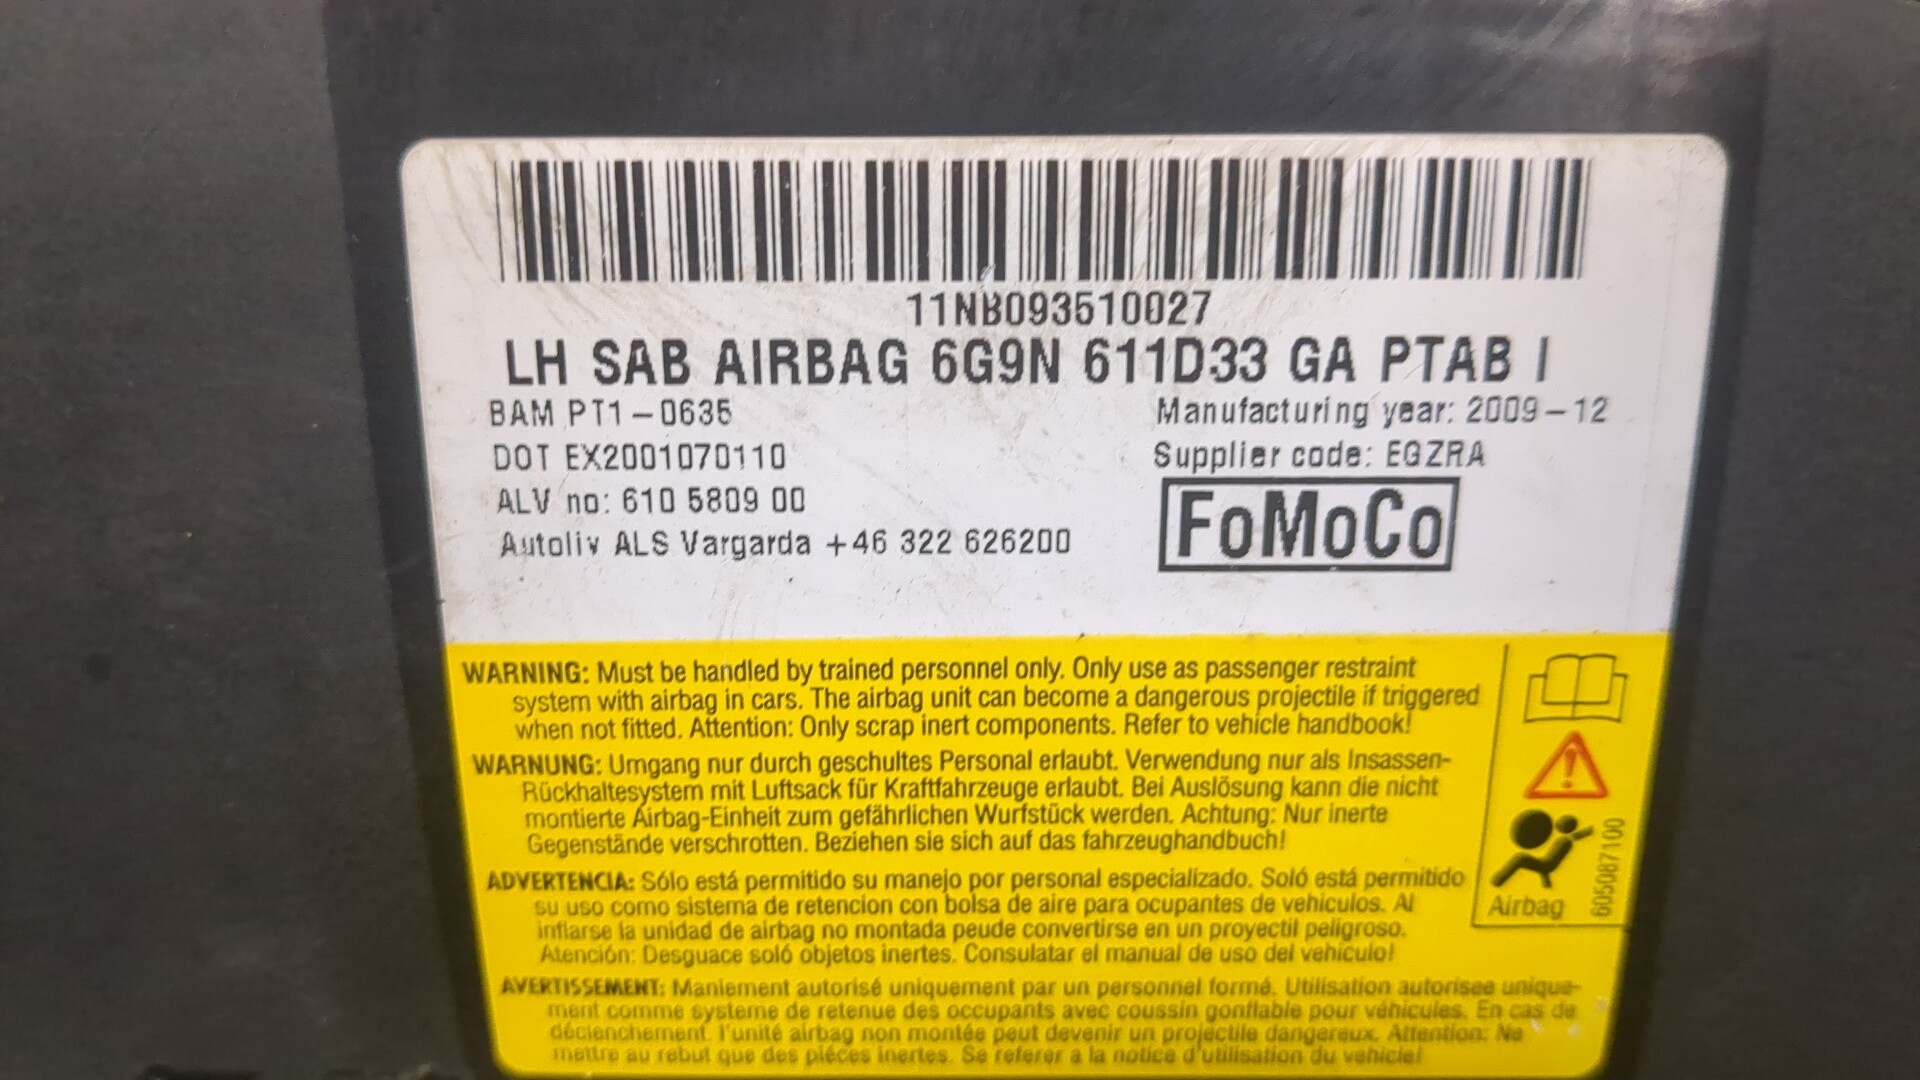 11NB093510027
LH SAB AIRBAG 6G9N 611D33 GA PTAB I
BAM PT1-0635
Manufacturing year: 2009-12
DOT EX2001070110
Supplier code: EGZRA
ALV no: 610 5809 00
FoMoCo
Autoliv ALS Vargarda +46 322 626200
WARNING: Must be handled by trained personnel only. Only use as passenger restraint
system with airbag in cars. The airbag unit can become a dangerous projectile if triggered
when not fitted. Attention: Only scrap inert components. Refer to vehicle handbook!
WARNUNG: Umgang nur durch geschultes Personal erlaubt. Verwendung nur als Insassen-
Rückhaltesystem mit Luftsack für Kraftfahrzeuge erlaubt. Bei Auslösung kann die nicht
montierte Airbag-Einheit zum gefährlichen Wurfstück werden. Achtung: Nur inerte
Gegenstände verschrotten. Beziehen sie sich auf das fahrzeughandbuch!
ADVERTENCIA: Sólo está permitido su manejo por personal especializado. Soló está permitido
su uso como sistema de retencion con bolsa de aire para ocupantes de vehiculos. Al
inflarse la unidad de airbag no montada peude convertirse en un proyectil peligroso.
Atención: Desguace soló objetos inertes. Consulatar el manual de uso del vehiculo!
AVERTISSEMENT: Maniement autorisé uniquement par un personnel formé. Utilisation autorisee unique-
ment comme systeme de retenue des occupants avec coussin gonflable pour véhicules. En cas de
déclenchement. l'unité airbag non montée peut devenir un projectile dangereux. Attention: Ne
mettre au rebut que des piéces inertes. Se referer a la notice d'utilisation du vehicle!
Airbag
605087100